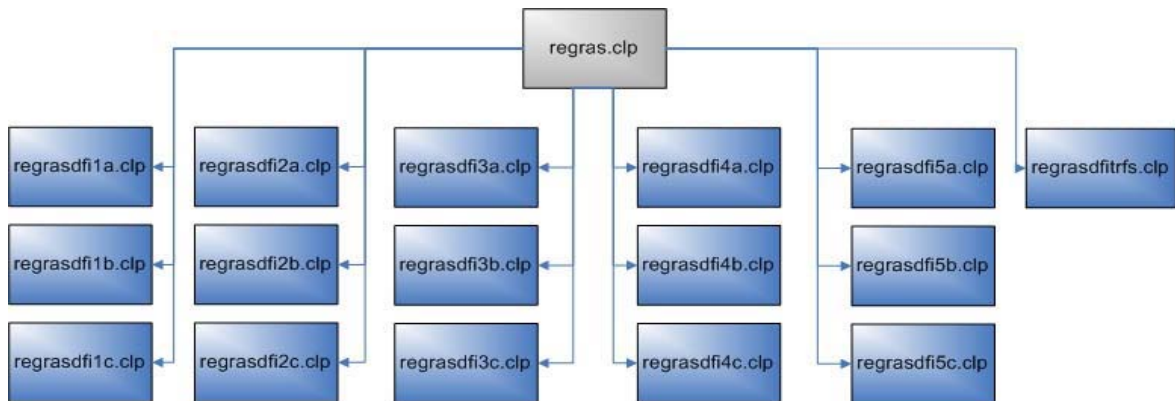 regras.clp
regrasdfi1a.clp
regrasdfi2a.clp
regrasdfi3a.clp
regrasdfi4a.clp
regrasdfi5a.clp
regrasdfitrfs.clp
regrasdfi1b.clp
regrasdfi2b.clp
regrasdfi3b.clp
regrasdfi4b.clp
regrasdfi5b.clp
regrasdfi1c.clp
regrasdfi2c.clp
regrasdfi3c.clp
regrasdfi4c.clp
regrasdfi5c.clp